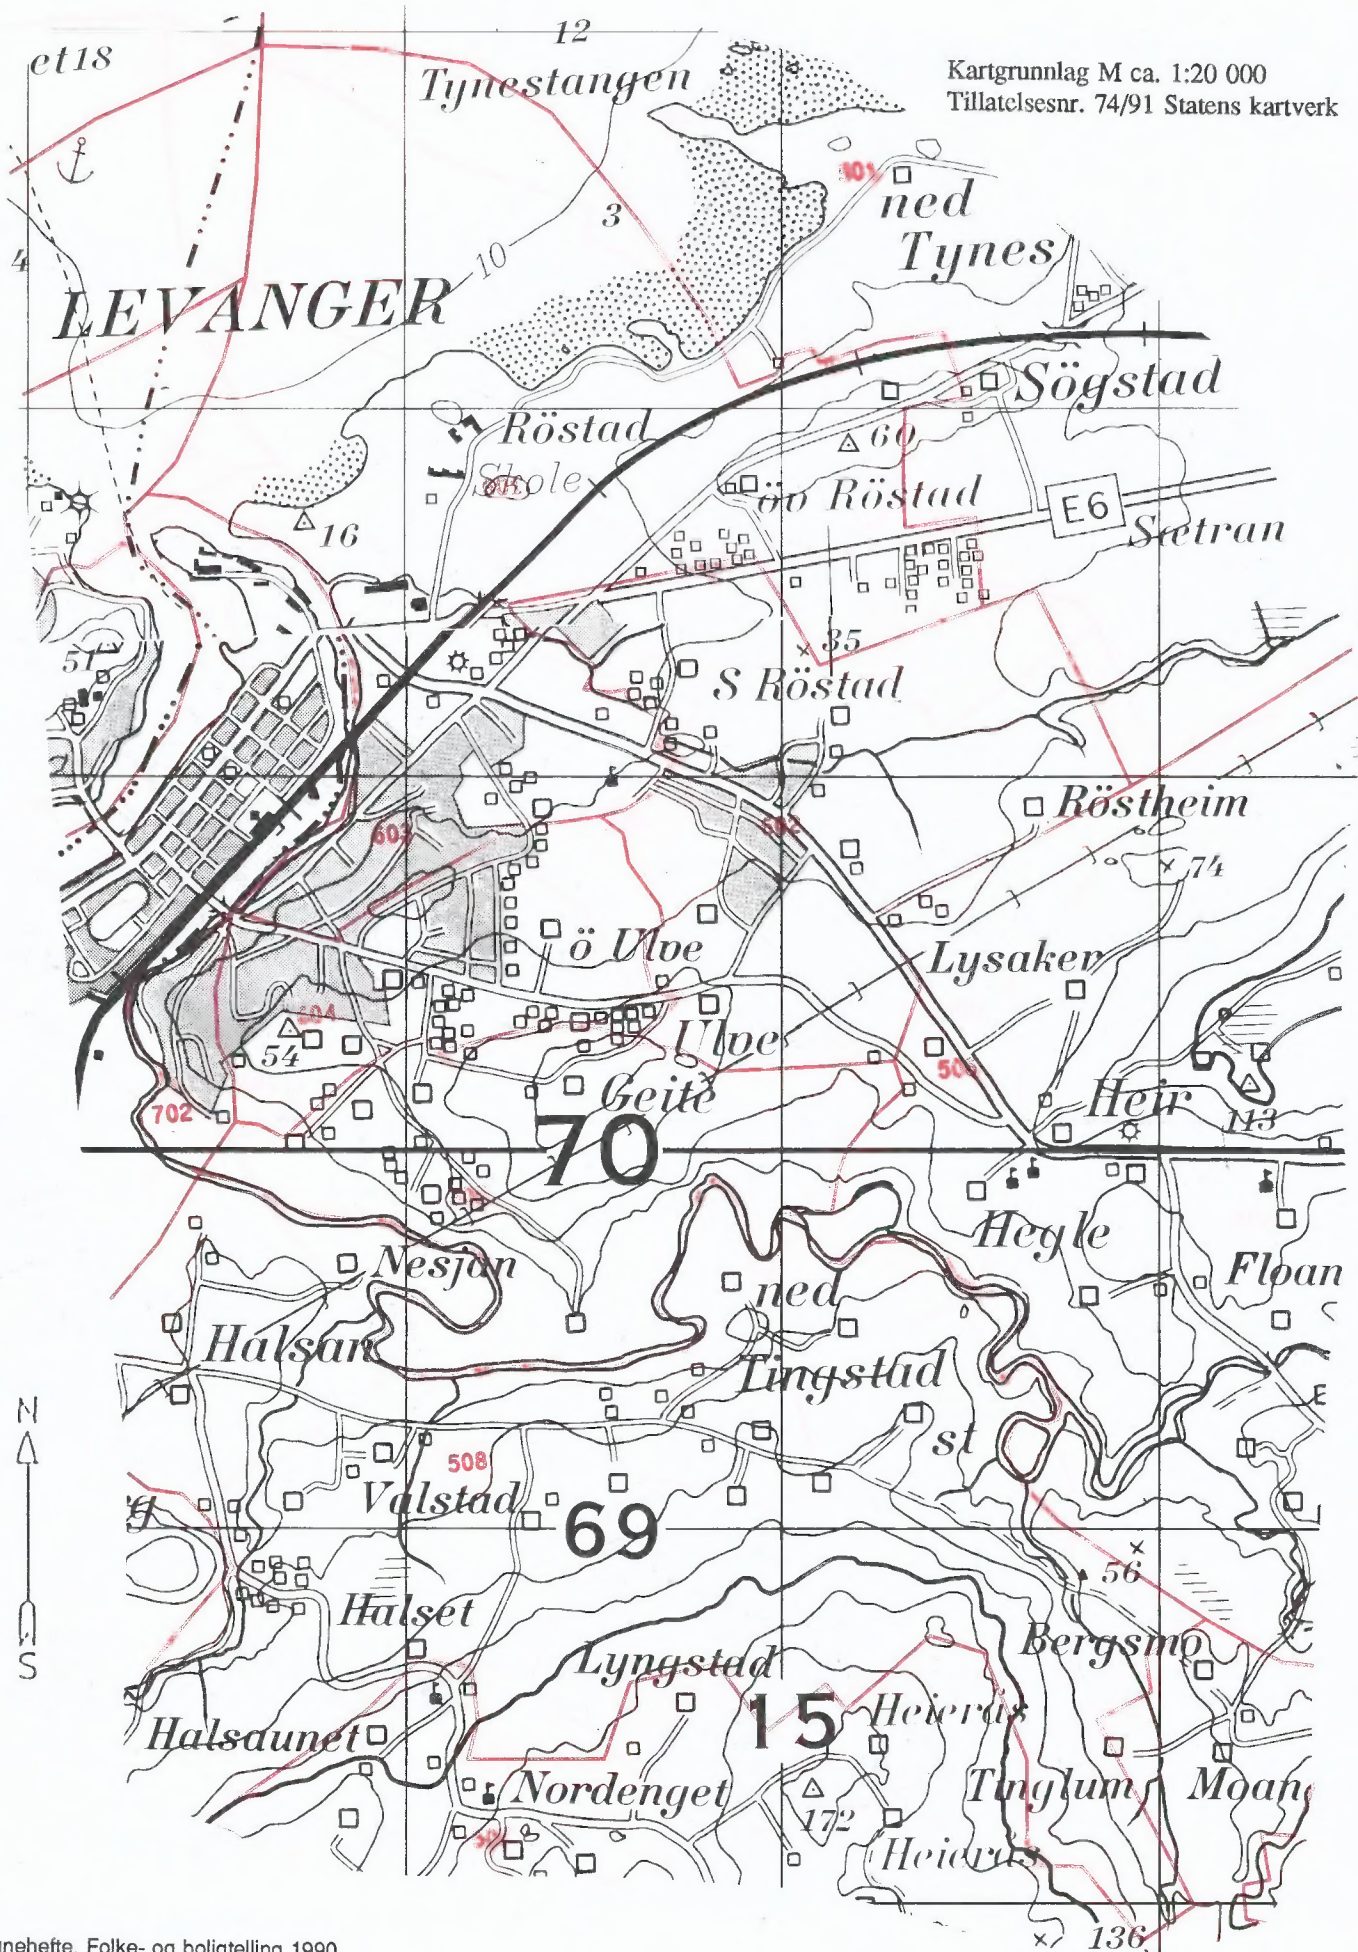 et18
12
Tynestangen
Kartgrunnlag M ca. 1:20 000
Tillatelsesnr. 74/91 Statens kartverk
ned
Tynes
3
4
10
LEVANGER
Sögstad
Röstad
Skole
60
öv Röstad
E6
Sætran
16
35
51
S Röstad
Röstheim
603
602
74
ö Ulve
Lysaker
604
54
Ulve
Geite
702
Heir
113
70
Hegle
Nesjan
ned
Floan
Halsan
Tingstad
N
E
st
508
Valstad
g
69
56
Halset
Bergsmo
S
Lyngstad
15
Heierås
Halsaunet
Nordenget
Tinglum
Moan
172
Heierås
136
Folke- og boligtelling 1990